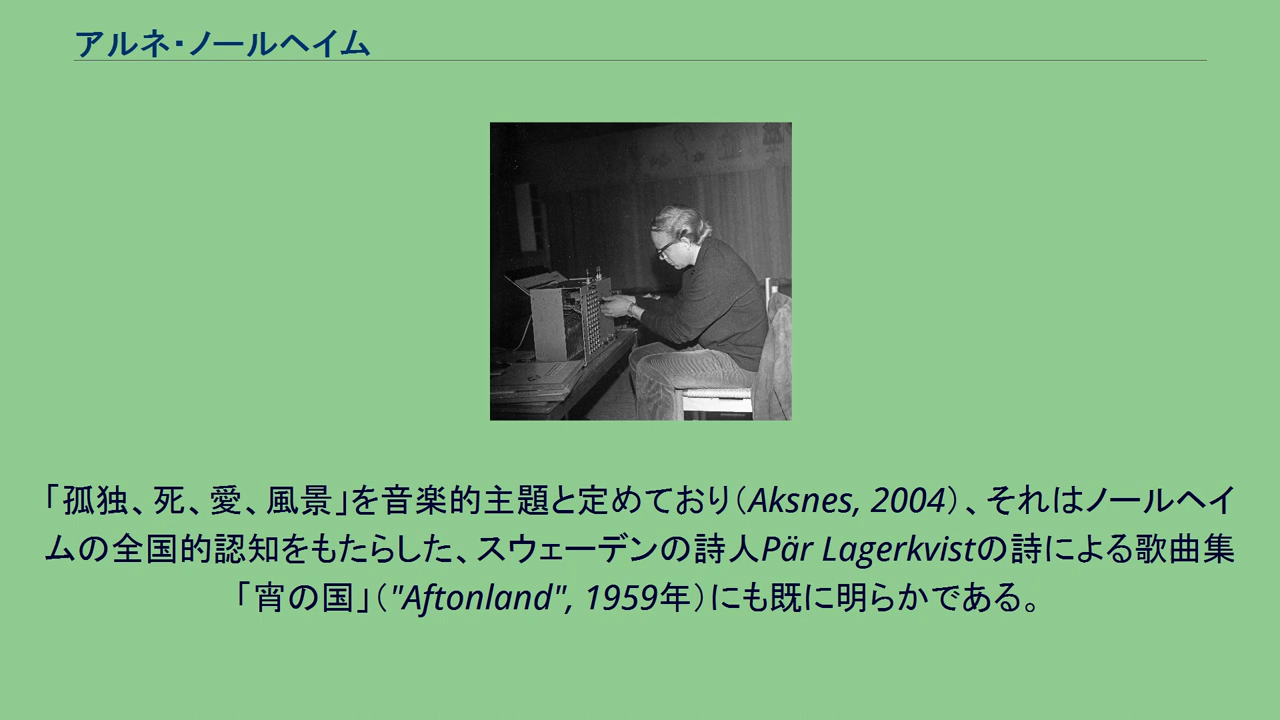 アルネ・ノールヘイム
「孤独、死、愛、風景」を音楽的主題と定めており（Aksnes, 2004）、それはノールヘイ
ムの全国的認知をもたらした、スウェーデンの詩人Pär Lagerkvistの詩による歌曲集
「宵の国」（"Aftonland", 1959年）にも既に明らかである。